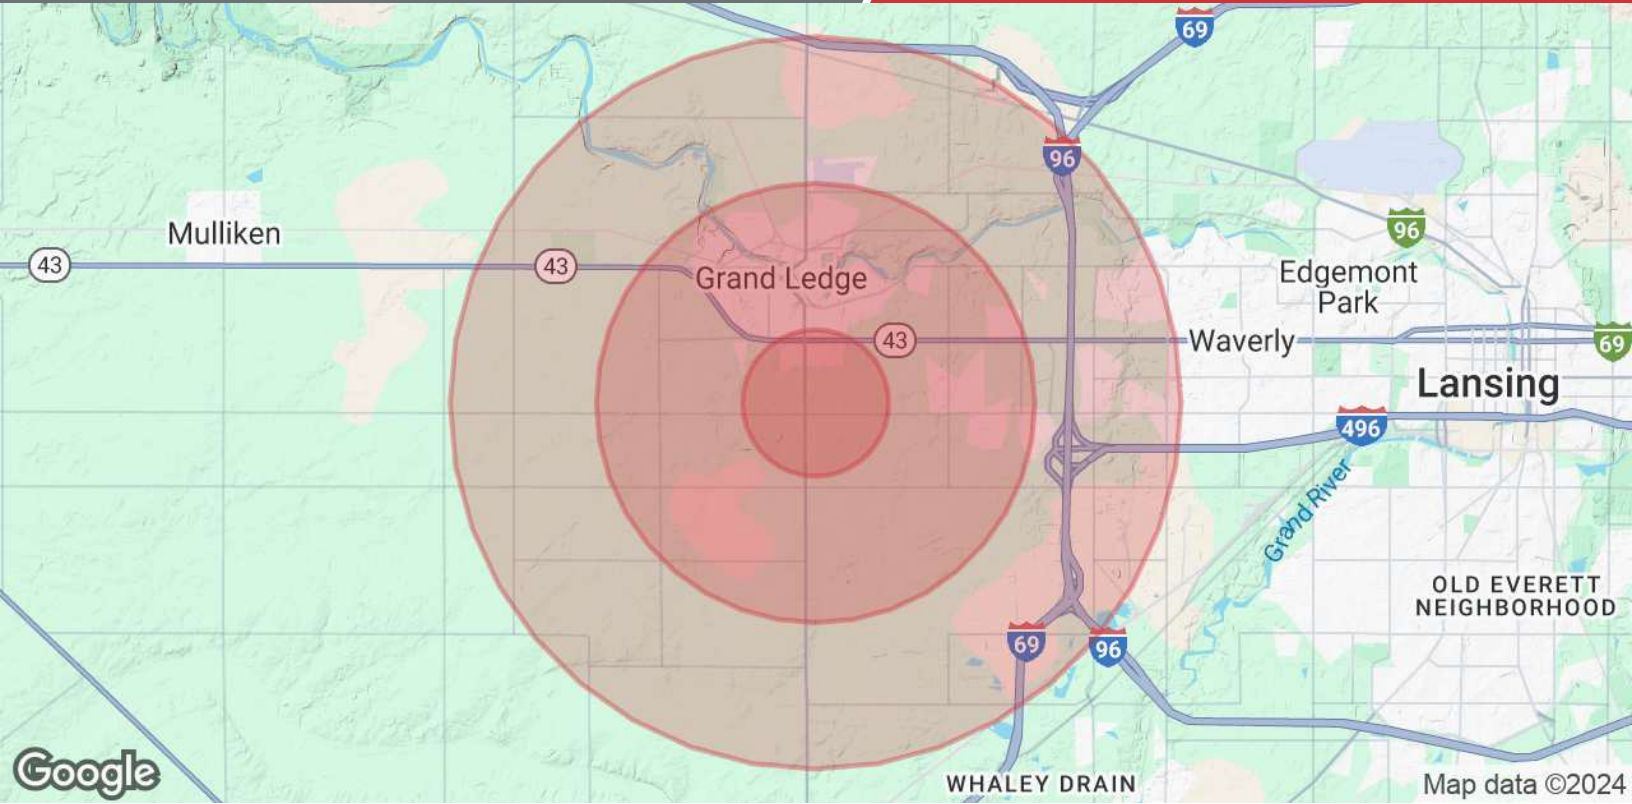 69
96
Mulliken
96
43
43
Grand Ledge
Edgemont
Park
43
Waverly
69
Lansing
496
Grand River
OLD EVERETT
NEIGHBORHOOD
69
96
Google
WHALEY DRAIN
Map data ©2024